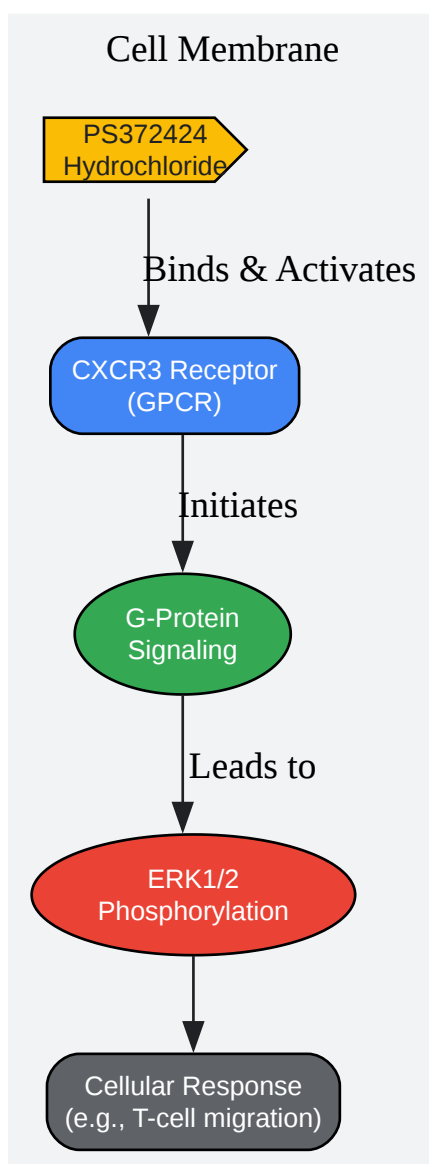 Cell Membrane
PS372424
Hydrochloride
Binds & Activates
CXCR3 Receptor
(GPCR)
Initiates
G-Protein
Signaling
Leads to
ERK1/2
Phosphorylation
Cellular Response
(e.g., T-cell migration)